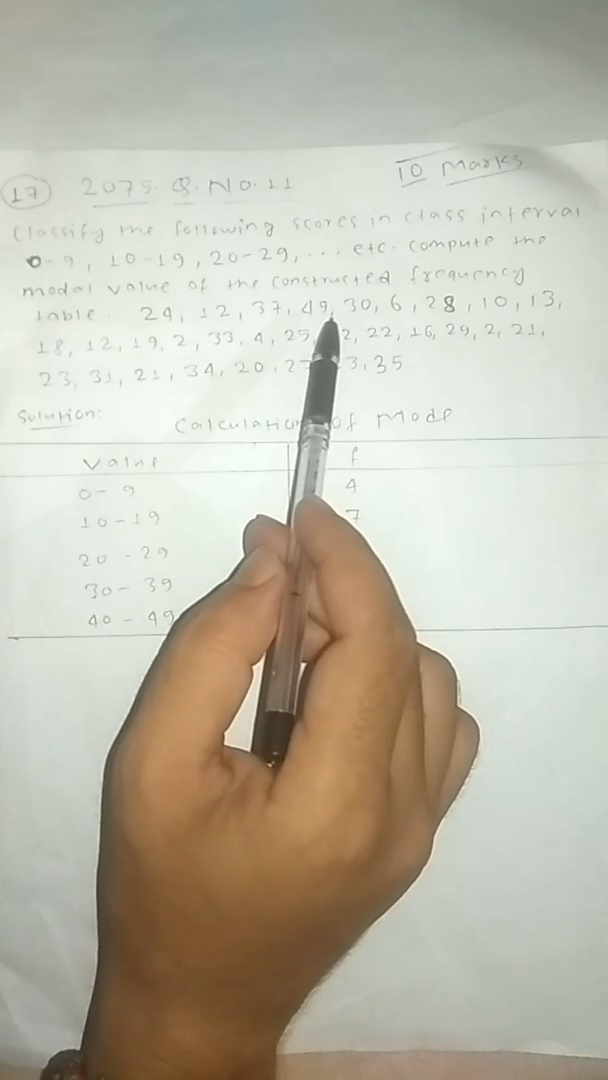 17 2075. Q. No. 11 10 Marks
Classify the following scores in class interval
0-9, 10-19, 20-29, ... etc. compute the
modal value of the constructed frequency
table. 24, 12, 37, 49, 30, 6, 28, 10, 13,
18, 12, 19, 2, 33, 4, 25, 2, 22, 16, 29, 2, 21,
23, 31, 21, 34, 20, 3, 35
Solution: Calculation of Mode
Value f
0-9 4
10-19 7
20-29
30-39
40-49